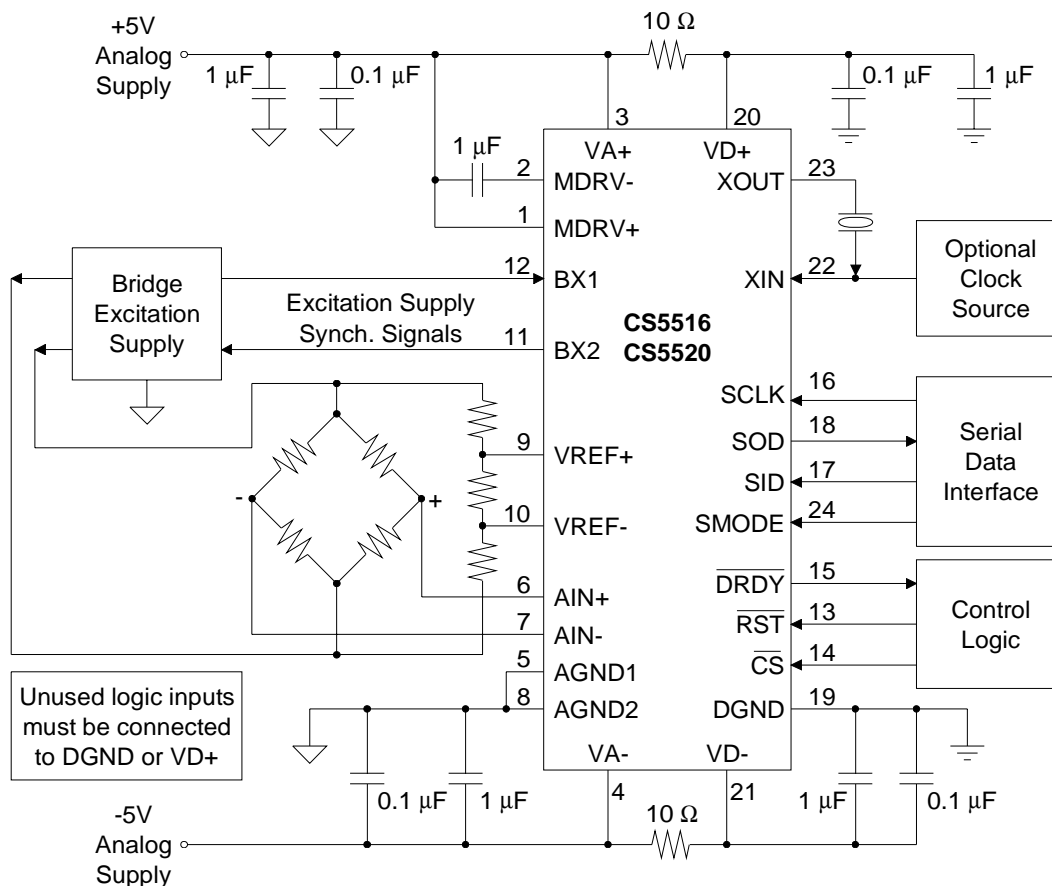 +5V
Analog
Supply
1 µF
0.1 µF
10 Ω
0.1 µF
1 µF
3
20
VA+
VD+
1 µF
2
MDRV-
XOUT
23
1
MDRV+
Bridge
Excitation
Supply
12
BX1
XIN
22
Optional
Clock
Source
Excitation Supply
Synch. Signals
CS5516
CS5520
11
BX2
SCLK
16
9
VREF+
SOD
18
Serial
Data
Interface
-
+
SID
17
10
VREF-
SMODE
24
6
AIN+
DRDY
15
7
AIN-
RST
13
Control
Logic
5
AGND1
CS
14
Unused logic inputs
must be connected
to DGND or VD+
8
AGND2
DGND
19
VA-
VD-
4
21
0.1 µF
1 µF
10 Ω
1 µF
0.1 µF
-5V
Analog
Supply